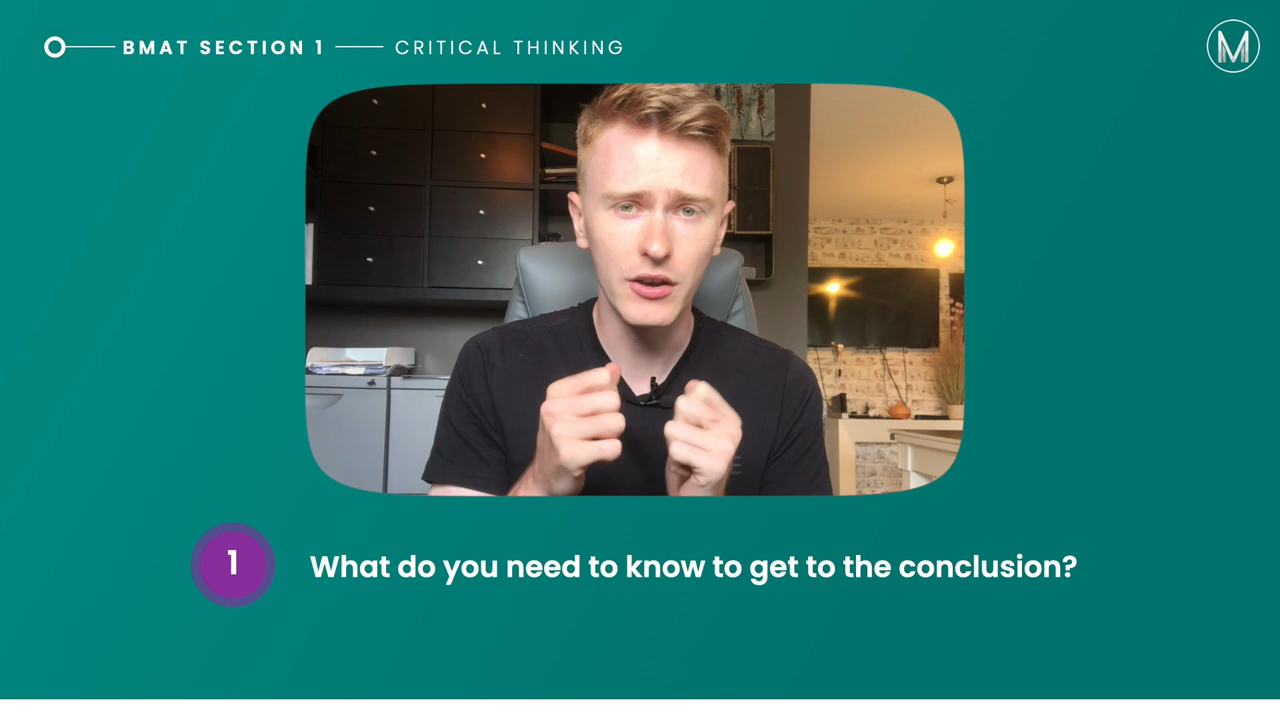 BMAT SECTION 1 CRITICAL THINKING
M
1 What do you need to know to get to the conclusion?